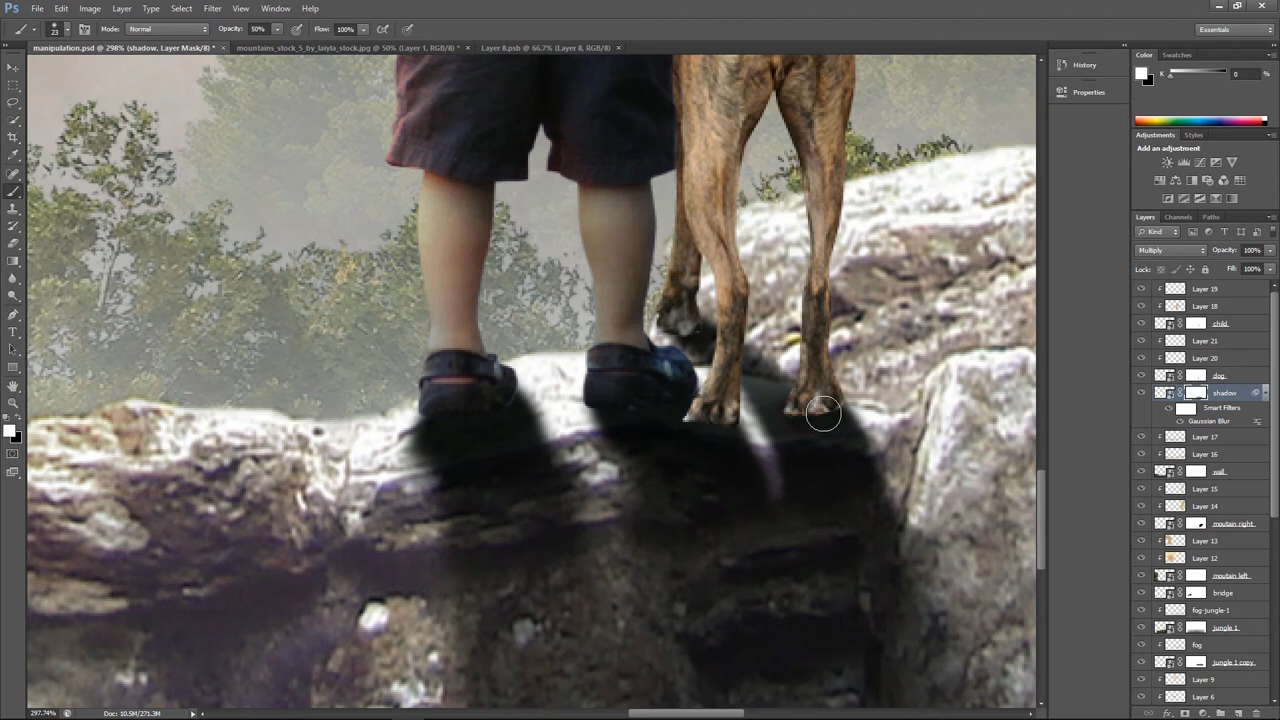 Ps File Edit Image Layer Type Select Filter View Window Help
23 Mode: Normal Opacity: 50% Flow: 100% Essentials
manipulation.psd @ 298% (shadow, Layer Mask/8) * × mountains_stock_5_by_laiyla_stock.jpg @ 50% (Layer 1, RGB/8) * × Layer 8.psb @ 66.7% (Layer 8, RGB/8) ×
History
Properties
Color Swatches
K 0 %
Adjustments Styles
Add an adjustment
Layers Channels Paths
Kind
Multiply Opacity: 100%
Lock: Fill: 100%
Layer 19
Layer 18
child
Layer 21
Layer 20
dog
shadow
Smart Filters
Gaussian Blur
Layer 17
Layer 16
wall
Layer 15
Layer 14
moutain right
Layer 13
Layer 12
moutain left
bridge
fog-jungle-1
jungle 1
fog
jungle 1 copy
Layer 9
Layer 6
fx
297.74% Doc: 10.5M/271.3M